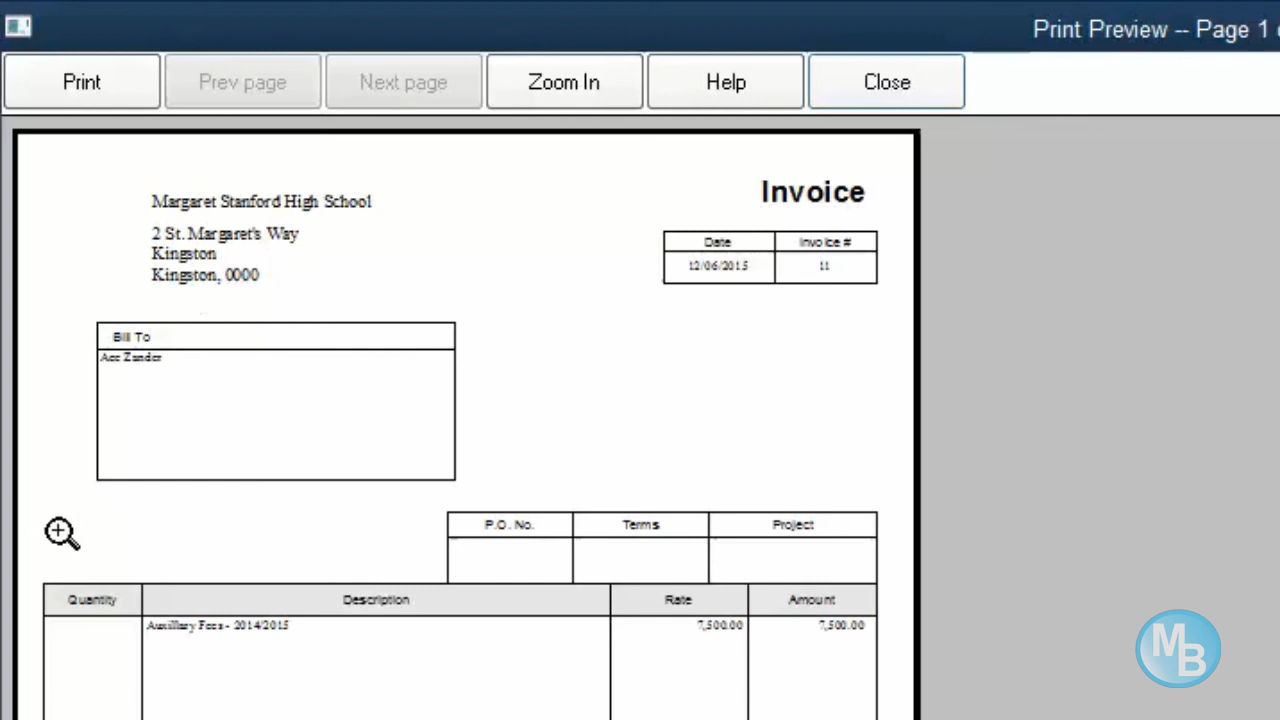 Print Preview -- Page 1
Print Prev page Next page Zoom In Help Close
Invoice
Margaret Stanford High School
2 St. Margaret's Way
Kingston
Kingston, 0000
Date Invoice #
12/06/2015 11
Bill To
Ace Zander
P.O. No. Terms Project
Quantity Description Rate Amount
Auxillary Fees - 2014/2015 7,500.00 7,500.00
MB